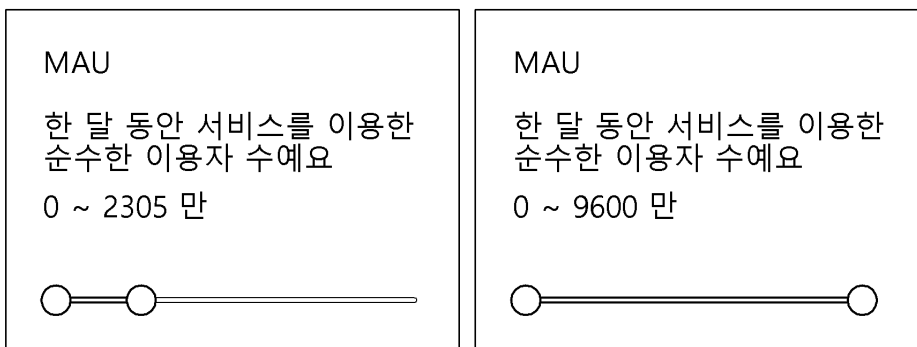 MAU
한 달 동안 서비스를 이용한
순수한 이용자 수예요
0 ~ 2305 만
MAU
한 달 동안 서비스를 이용한
순수한 이용자 수예요
0 ~ 9600 만